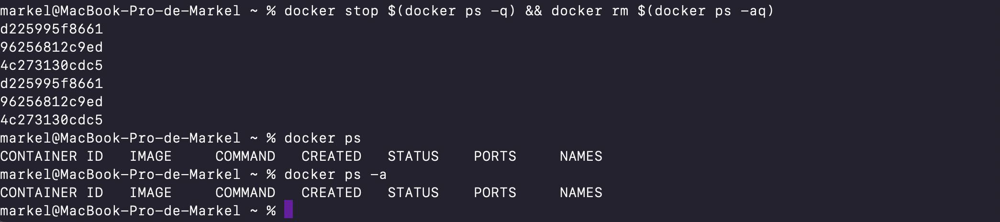 markel@MacBook-Pro-de-Markel ~ % docker stop $(docker ps -q) && docker rm $(docker ps -aq)
d225995f8661
96256812c9ed
4c273130cdc5
d225995f8661
96256812c9ed
4c273130cdc5
markel@MacBook-Pro-de-Markel ~ % docker ps
CONTAINER ID   IMAGE     COMMAND   CREATED   STATUS    PORTS     NAMES
markel@MacBook-Pro-de-Markel ~ % docker ps -a
CONTAINER ID   IMAGE     COMMAND   CREATED   STATUS    PORTS     NAMES
markel@MacBook-Pro-de-Markel ~ %